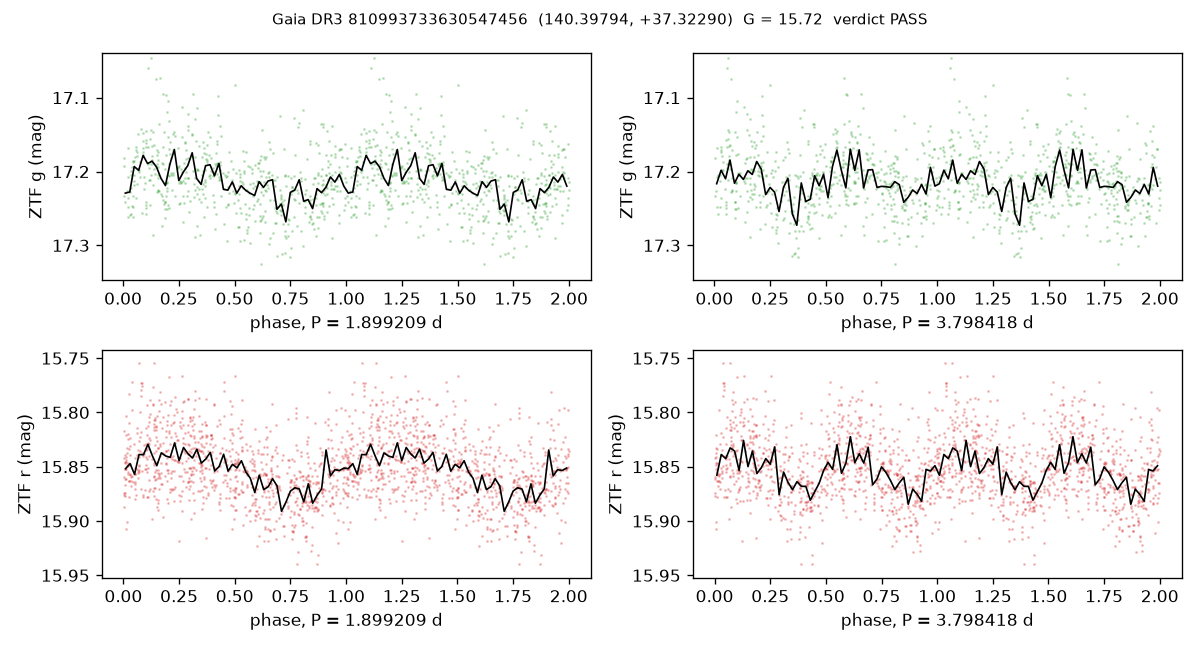 Gaia DR3 810993733630547456 (140.39794, +37.32290) G = 15.72 verdict PASS
ZTF g (mag)
17.1
17.2
17.3
0.00 0.25 0.50 0.75 1.00 1.25 1.50 1.75 2.00
phase, P = 1.899209 d
ZTF g (mag)
17.1
17.2
17.3
0.00 0.25 0.50 0.75 1.00 1.25 1.50 1.75 2.00
phase, P = 3.798418 d
ZTF r (mag)
15.75
15.80
15.85
15.90
15.95
0.00 0.25 0.50 0.75 1.00 1.25 1.50 1.75 2.00
phase, P = 1.899209 d
ZTF r (mag)
15.75
15.80
15.85
15.90
15.95
0.00 0.25 0.50 0.75 1.00 1.25 1.50 1.75 2.00
phase, P = 3.798418 d